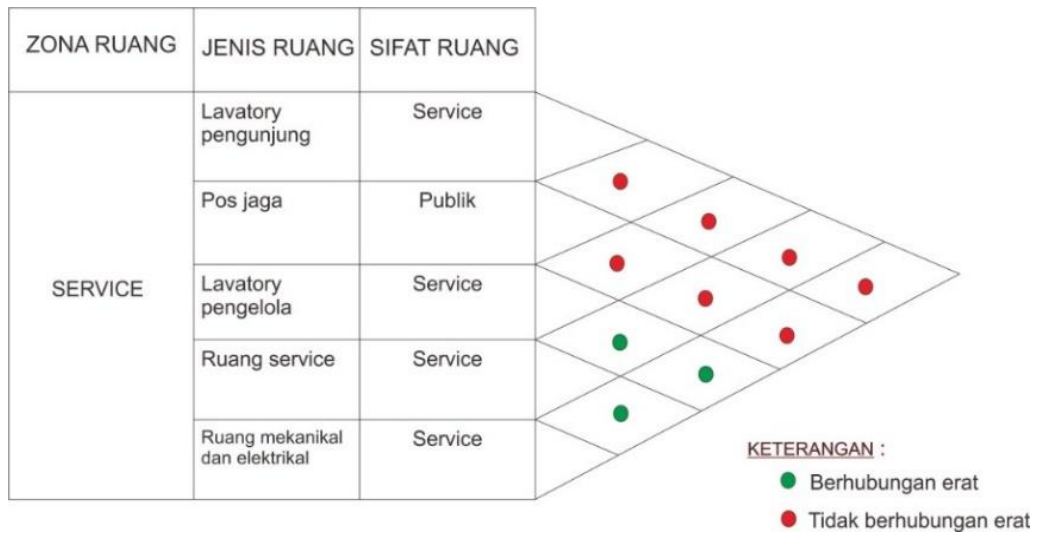 ZONA RUANG JENIS RUANG SIFAT RUANG
Lavatory
pengunjung
Service
Pos jaga
Publik
SERVICE
Lavatory
pengelola
Service
Ruang service
Service
Ruang mekanikal
dan elektrikal
Service
KETERANGAN :
Berhubungan erat
Tidak berhubungan erat